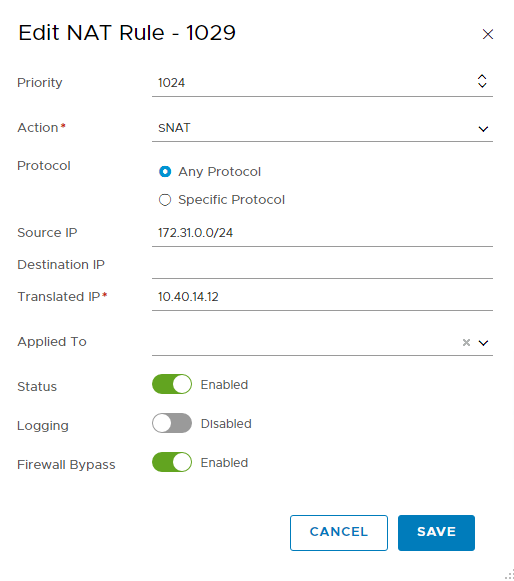 Edit NAT Rule - 1029
Priority 1024
Action* SNAT
Protocol Any Protocol
Specific Protocol
Source IP 172.31.0.0/24
Destination IP
Translated IP* 10.40.14.12
Applied To
Status Enabled
Logging Disabled
Firewall Bypass Enabled
CANCEL SAVE